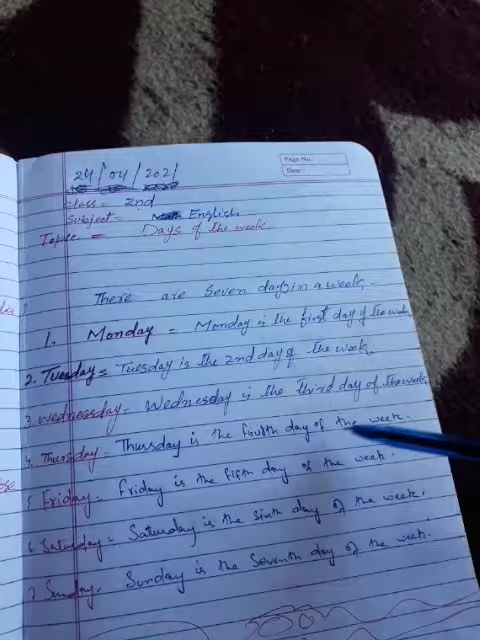 Page No.
Date
24/04/2021
Class = 2nd
Subject - English
Topic = Days of the week
There are Seven days in a week.
1. Monday = Monday is the first day of the week
2. Tuesday = Tuesday is the 2nd day of the week
3 Wednesday - Wednesday is the third day of the week
4. Thursday = Thursday is the fourth day of the week.
5 Friday = Friday is the fifth day of the week.
6 Saturday = Saturday is the sixth day of the week.
7 Sunday. Sunday is the Seventh day of the week.